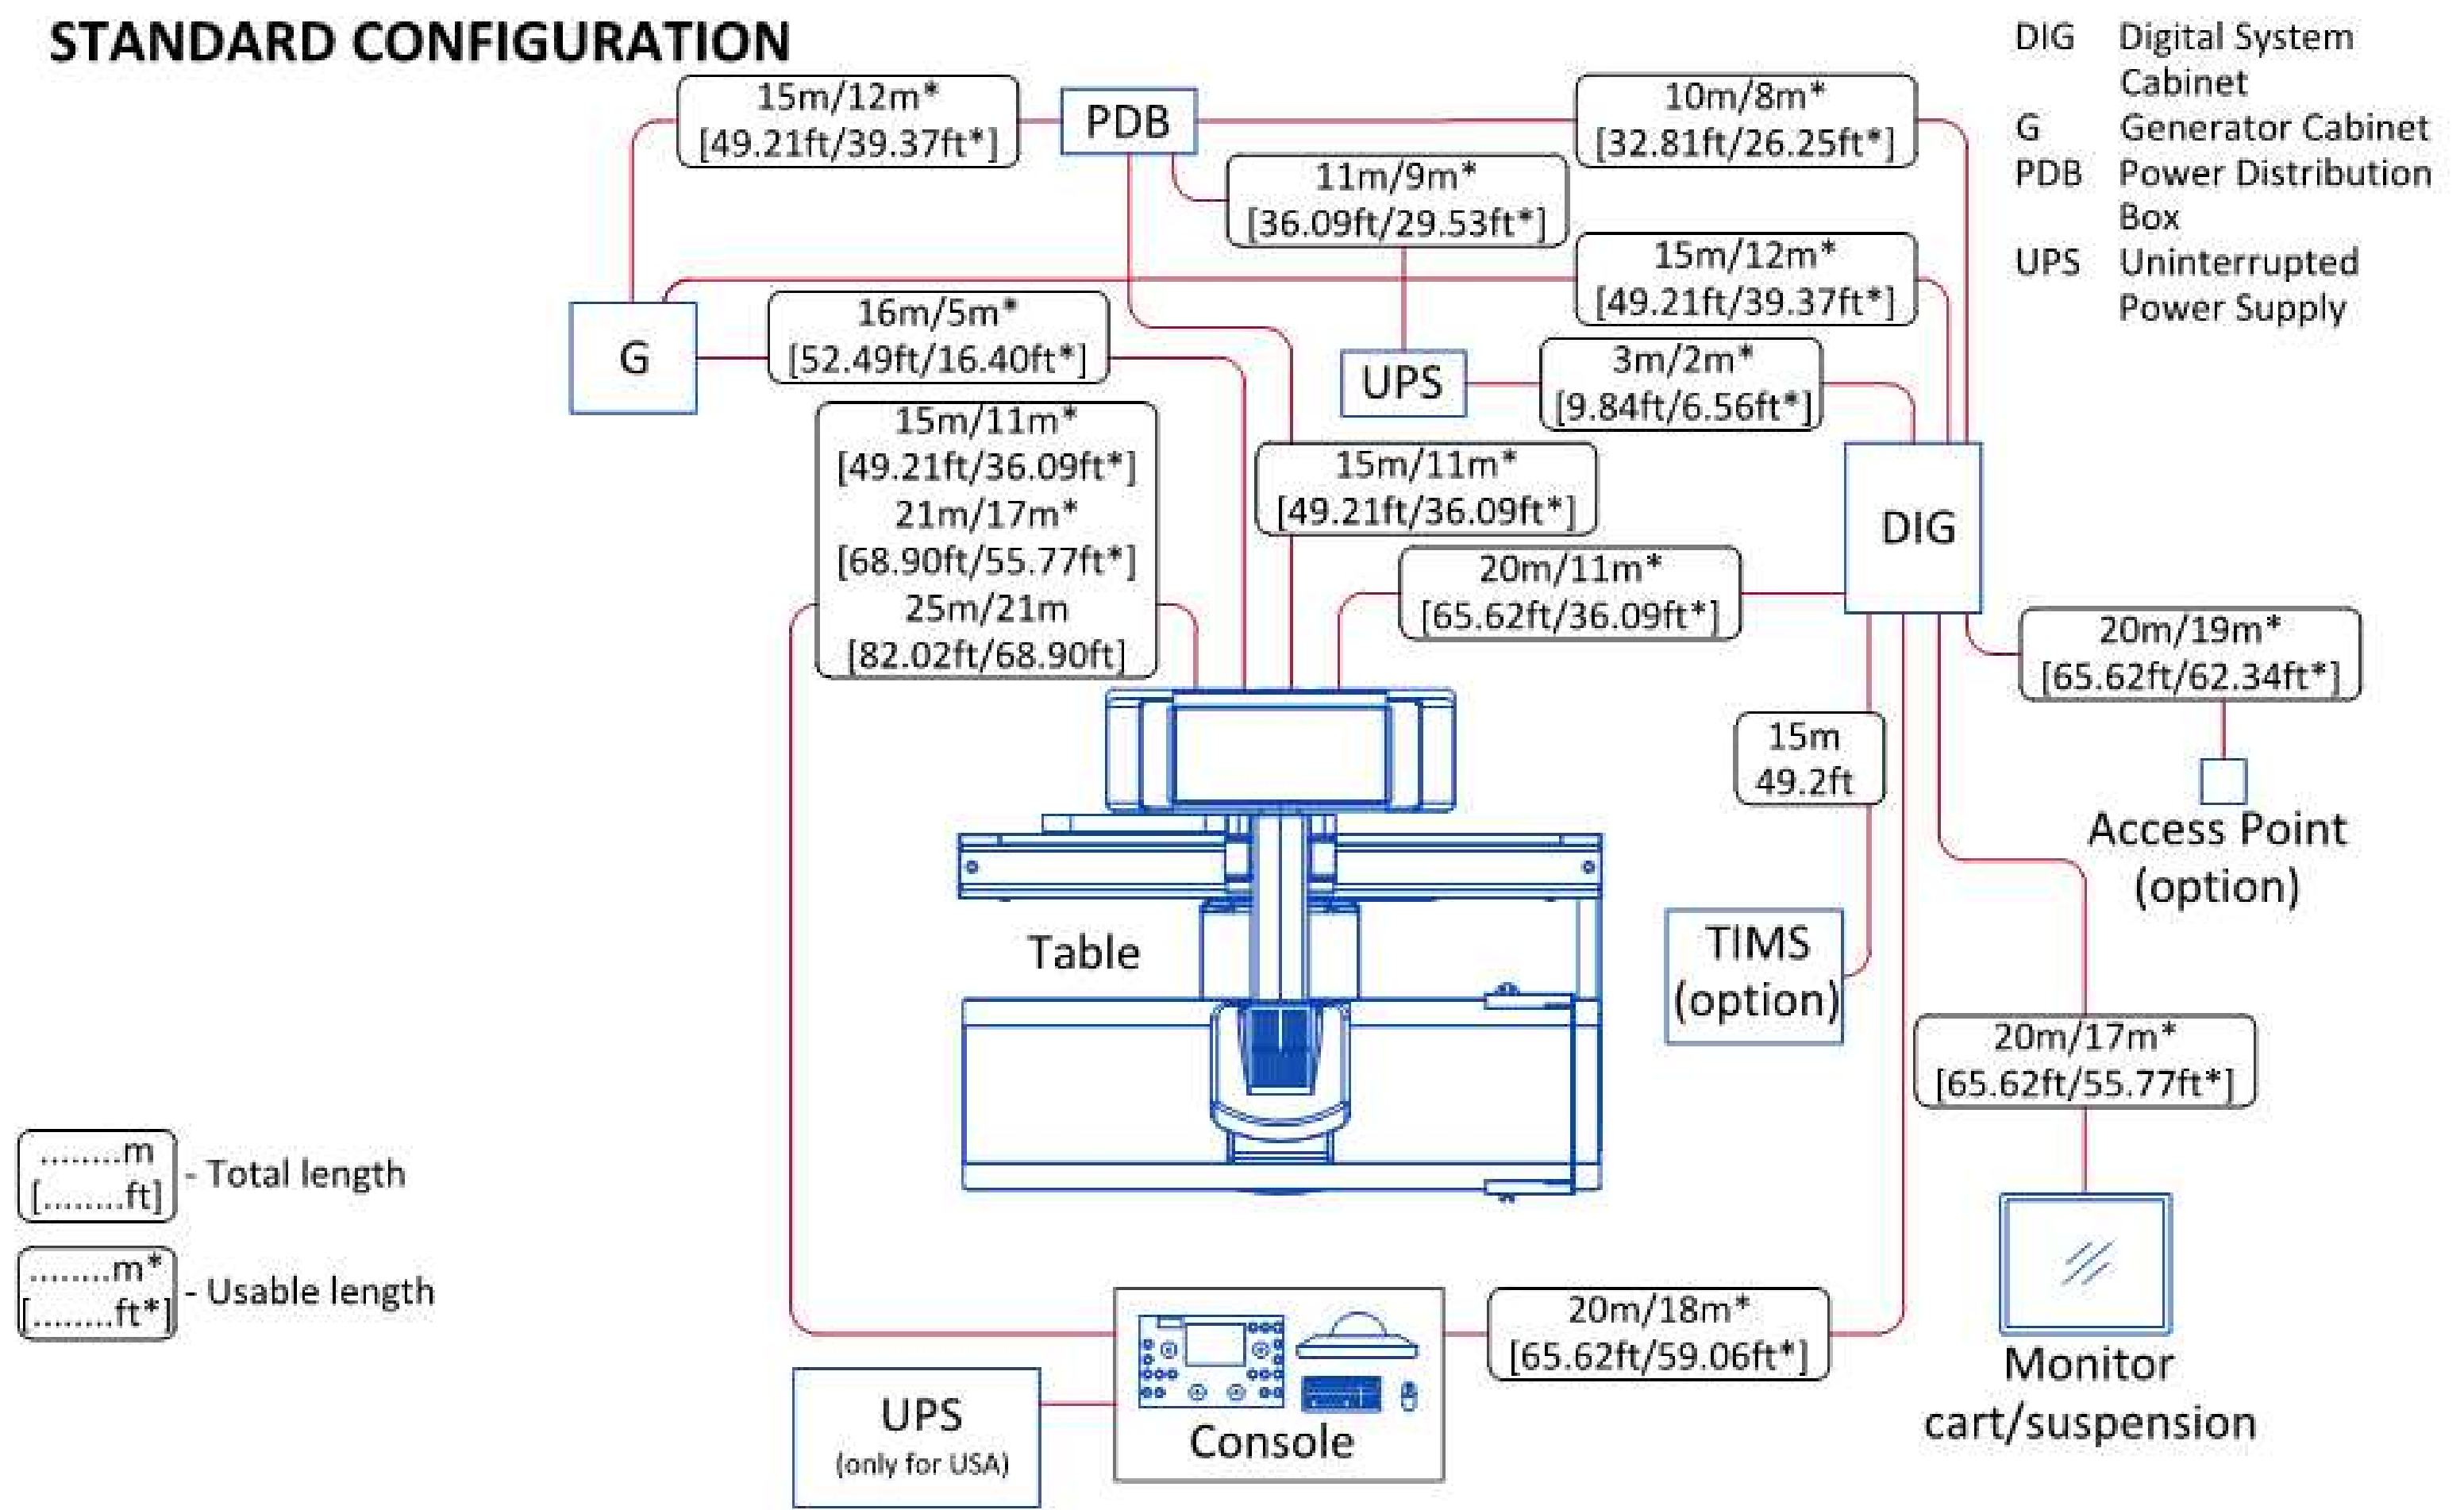 STANDARD CONFIGURATION
DIG Digital System
Cabinet
G Generator Cabinet
PDB Power Distribution
Box
UPS Uninterrupted
Power Supply
15m/12m*
[49.21ft/39.37ft*]
PDB
10m/8m*
[32.81ft/26.25ft*]
11m/9m*
[36.09ft/29.53ft*]
15m/12m*
[49.21ft/39.37ft*]
G
16m/5m*
[52.49ft/16.40ft*]
UPS
3m/2m*
[9.84ft/6.56ft*]
15m/11m*
[49.21ft/36.09ft*]
21m/17m*
[68.90ft/55.77ft*]
25m/21m
[82.02ft/68.90ft]
15m/11m*
[49.21ft/36.09ft*]
DIG
20m/11m*
[65.62ft/36.09ft*]
20m/19m*
[65.62ft/62.34ft*]
15m
49.2ft
Access Point
(option)
Table
TIMS
(option)
20m/17m*
[65.62ft/55.77ft*]
........m
[........ft]
- Total length
........m*
[........ft*]
- Usable length
20m/18m*
[65.62ft/59.06ft*]
Monitor
cart/suspension
UPS
(only for USA)
Console